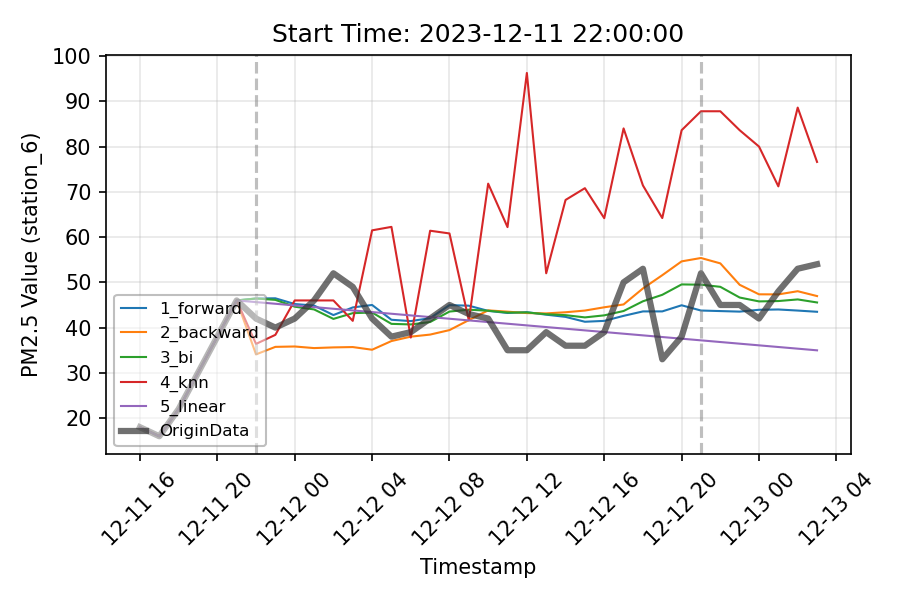 Start Time: 2023-12-11 22:00:00
PM2.5 Value (station_6)
100
90
80
70
60
50
40
30
20
1_forward
2_backward
3_bi
4_knn
5_linear
OriginData
12-11 16
12-11 20
12-12 00
12-12 04
12-12 08
12-12 12
12-12 16
12-12 20
12-13 00
12-13 04
Timestamp